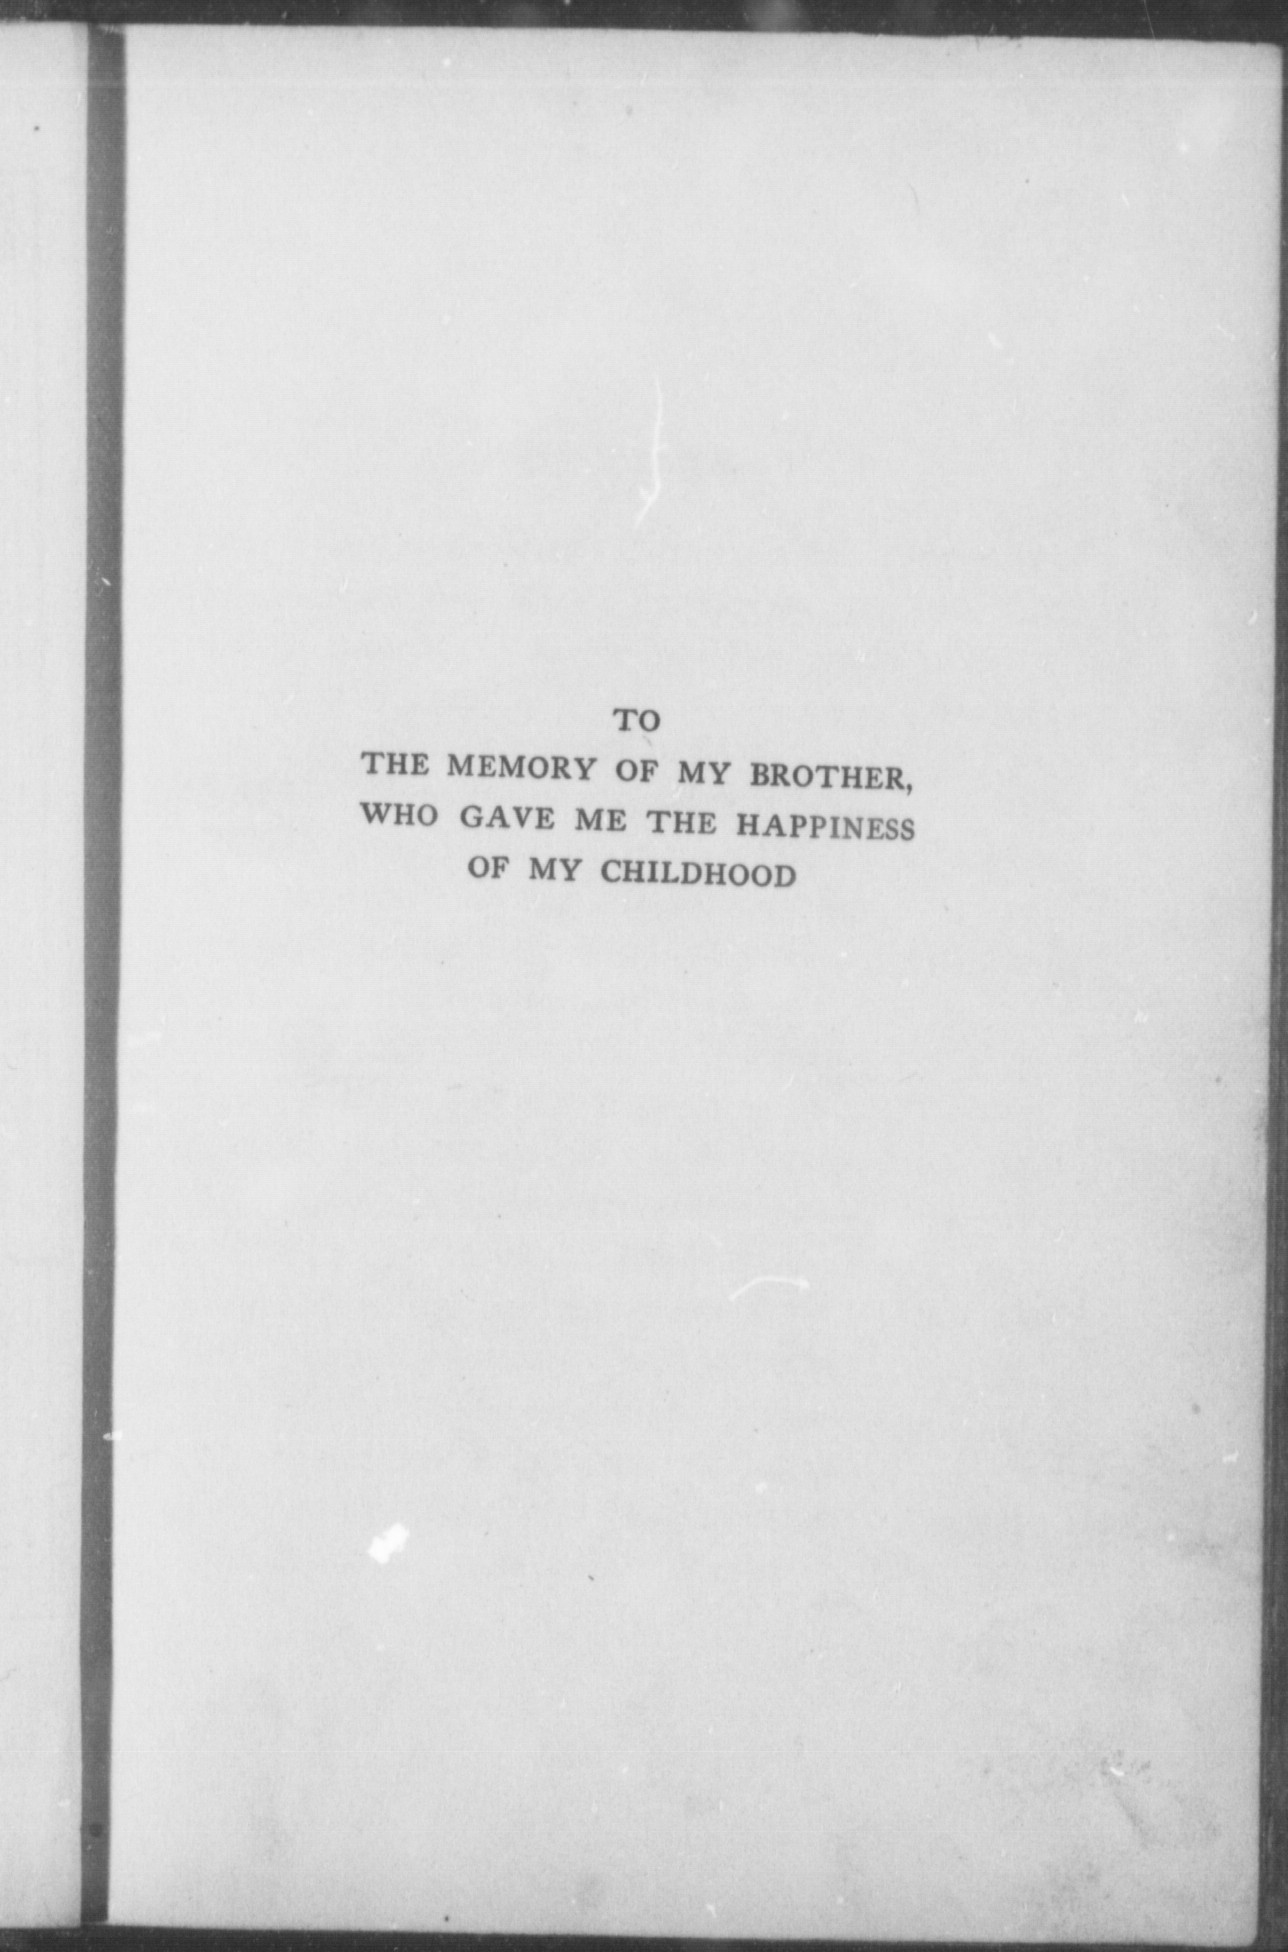 TO
THE MEMORY OF MY BROTHER,
WHO GAVE ME THE HAPPINESS
OF MY CHILDHOOD